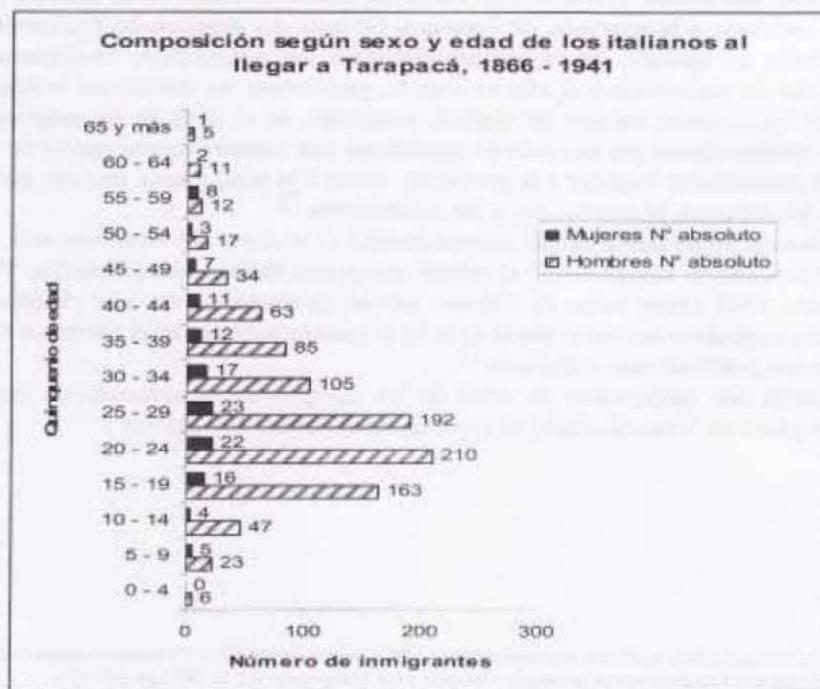 Composición según sexo y edad de los italianos al
llegar a Tarapacá, 1866 - 1941
Quinquenio de edad
65 y más 1
5
60 - 64 2
11
55 - 59 8
12
50 - 54 3
17
45 - 49 7
34
40 - 44 11
63
35 - 39 12
85
30 - 34 17
105
25 - 29 23
192
20 - 24 22
210
15 - 19 16
163
10 - 14 4
47
5 - 9 5
23
0 - 4 0
6
0 100 200 300
Número de inmigrantes
Mujeres N° absoluto
Hombres N° absoluto